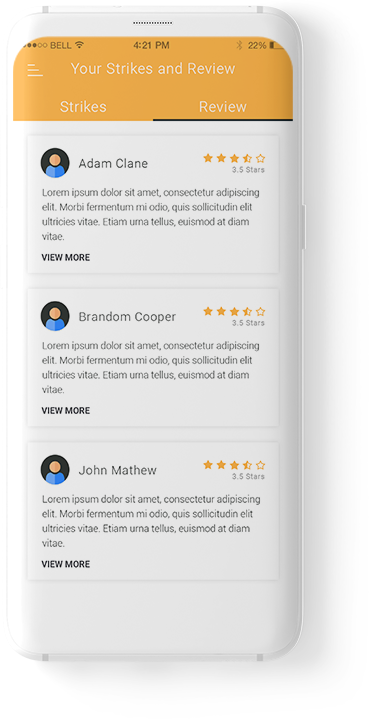 BELL 4:21 PM 22%
Your Strikes and Review
Strikes Review
Adam Clane
3.5 Stars
Lorem ipsum dolor sit amet, consectetur adipiscing
elit. Morbi fermentum mi odio, quis sollicitudin elit
ultricies vitae. Etiam urna tellus, euismod at diam
vitae.
VIEW MORE
Brandom Cooper
3.5 Stars
Lorem ipsum dolor sit amet, consectetur adipiscing
elit. Morbi fermentum mi odio, quis sollicitudin elit
ultricies vitae. Etiam urna tellus, euismod at diam
vitae.
VIEW MORE
John Mathew
3.5 Stars
Lorem ipsum dolor sit amet, consectetur adipiscing
elit. Morbi fermentum mi odio, quis sollicitudin elit
ultricies vitae. Etiam urna tellus, euismod at diam
vitae.
VIEW MORE